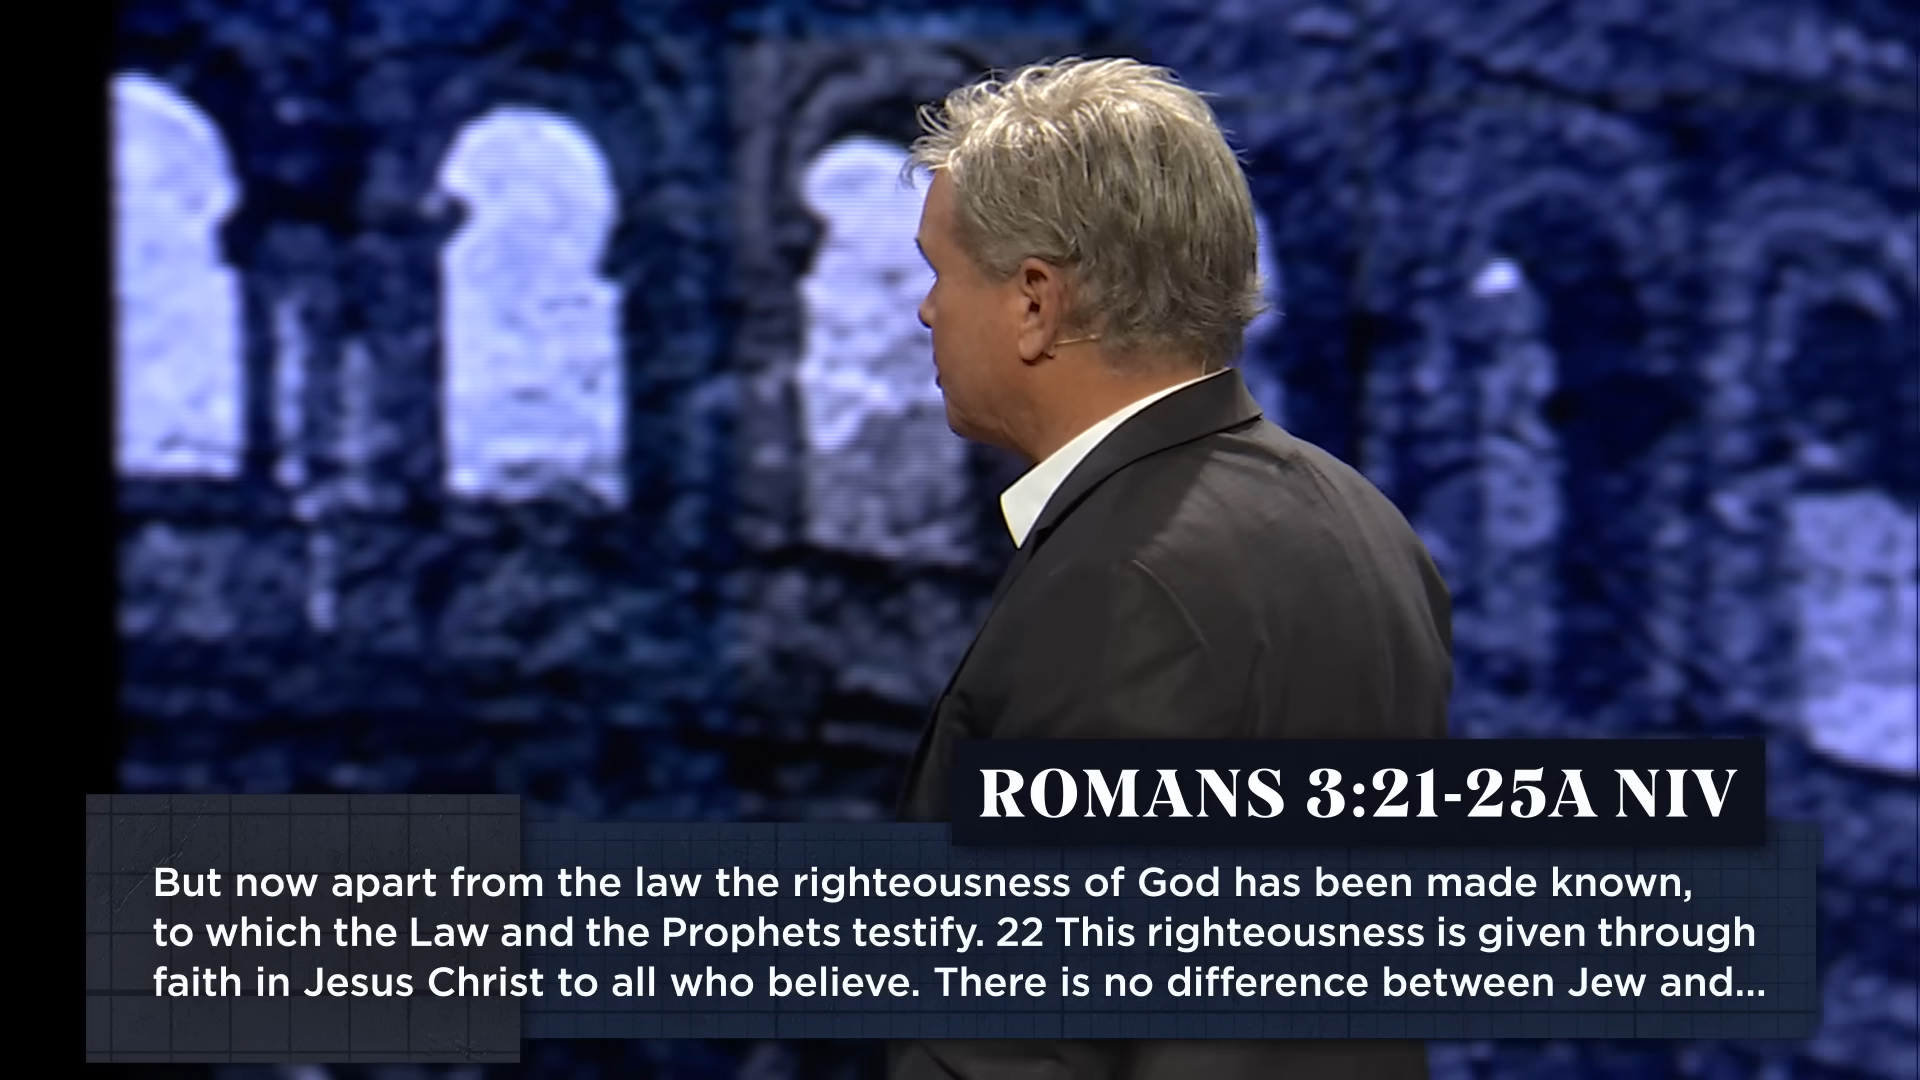 ROMANS 3:21-25A NIV
But now apart from the law the righteousness of God has been made known,
to which the Law and the Prophets testify. 22 This righteousness is given through
faith in Jesus Christ to all who believe. There is no difference between Jew and...